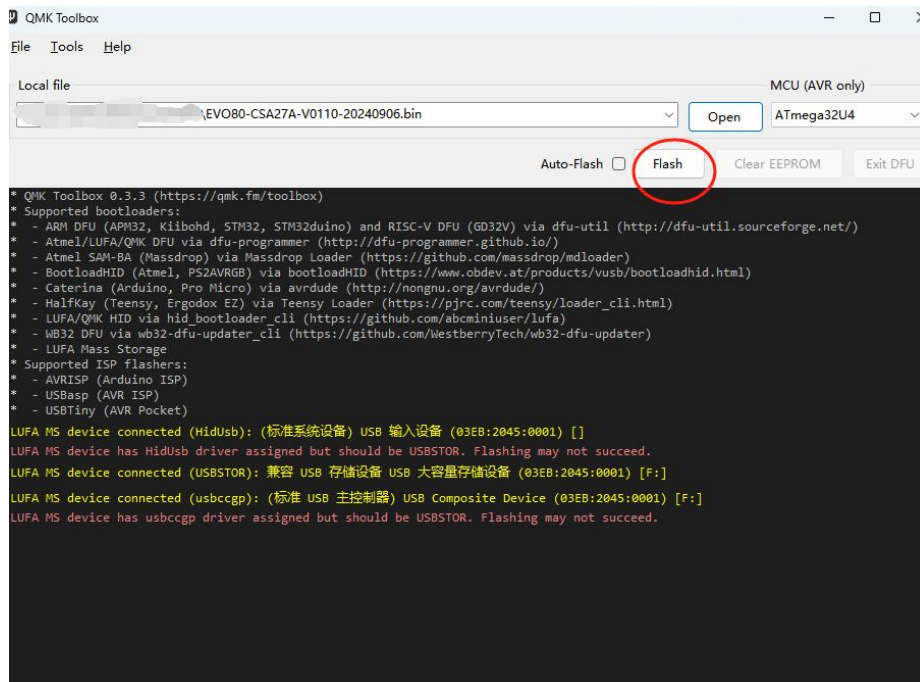 QMK Toolbox
File Tools Help
Local file
MCU (AVR only)
\EVO80-CSA27A-V0110-20240906.bin
Open
ATmega32U4
Auto-Flash
Flash
Clear EEPROM
Exit DFU
* QMK Toolbox 0.3.3 (https://qmk.fm/toolbox)
* Supported bootloaders:
*  - ARM DFU (APM32, Kiibohd, STM32, STM32duino) and RISC-V DFU (GD32V) via dfu-util (http://dfu-util.sourceforge.net/)
*  - Atmel/LUFA/QMK DFU via dfu-programmer (http://dfu-programmer.github.io/)
*  - Atmel SAM-BA (Massdrop) via Massdrop Loader (https://github.com/massdrop/mdloader)
*  - BootloadHID (Atmel, PS2AVRGB) via bootloadHID (https://www.obdev.at/products/vusb/bootloadhid.html)
*  - Caterina (Arduino, Pro Micro) via avrdude (http://nongnu.org/avrdude/)
*  - HalfKay (Teensy, Ergodox EZ) via Teensy Loader (https://pjrc.com/teensy/loader_cli.html)
*  - LUFA/QMK HID via hid_bootloader_cli (https://github.com/abcminiuser/lufa)
*  - WB32 DFU via wb32-dfu-updater_cli (https://github.com/WestberryTech/wb32-dfu-updater)
*  - LUFA Mass Storage
* Supported ISP flashers:
*  - AVRISP (Arduino ISP)
*  - USBasp (AVR ISP)
*  - USBTiny (AVR Pocket)
LUFA MS device connected (HidUsb): (标准系统设备) USB 输入设备 (03EB:2045:0001) []
LUFA MS device has HidUsb driver assigned but should be USBSTOR. Flashing may not succeed.
LUFA MS device connected (USBSTOR): 兼容 USB 存储设备 USB 大容量存储设备 (03EB:2045:0001) [F:]
LUFA MS device connected (usbccgp): (标准 USB 主控制器) USB Composite Device (03EB:2045:0001) [F:]
LUFA MS device has usbccgp driver assigned but should be USBSTOR. Flashing may not succeed.